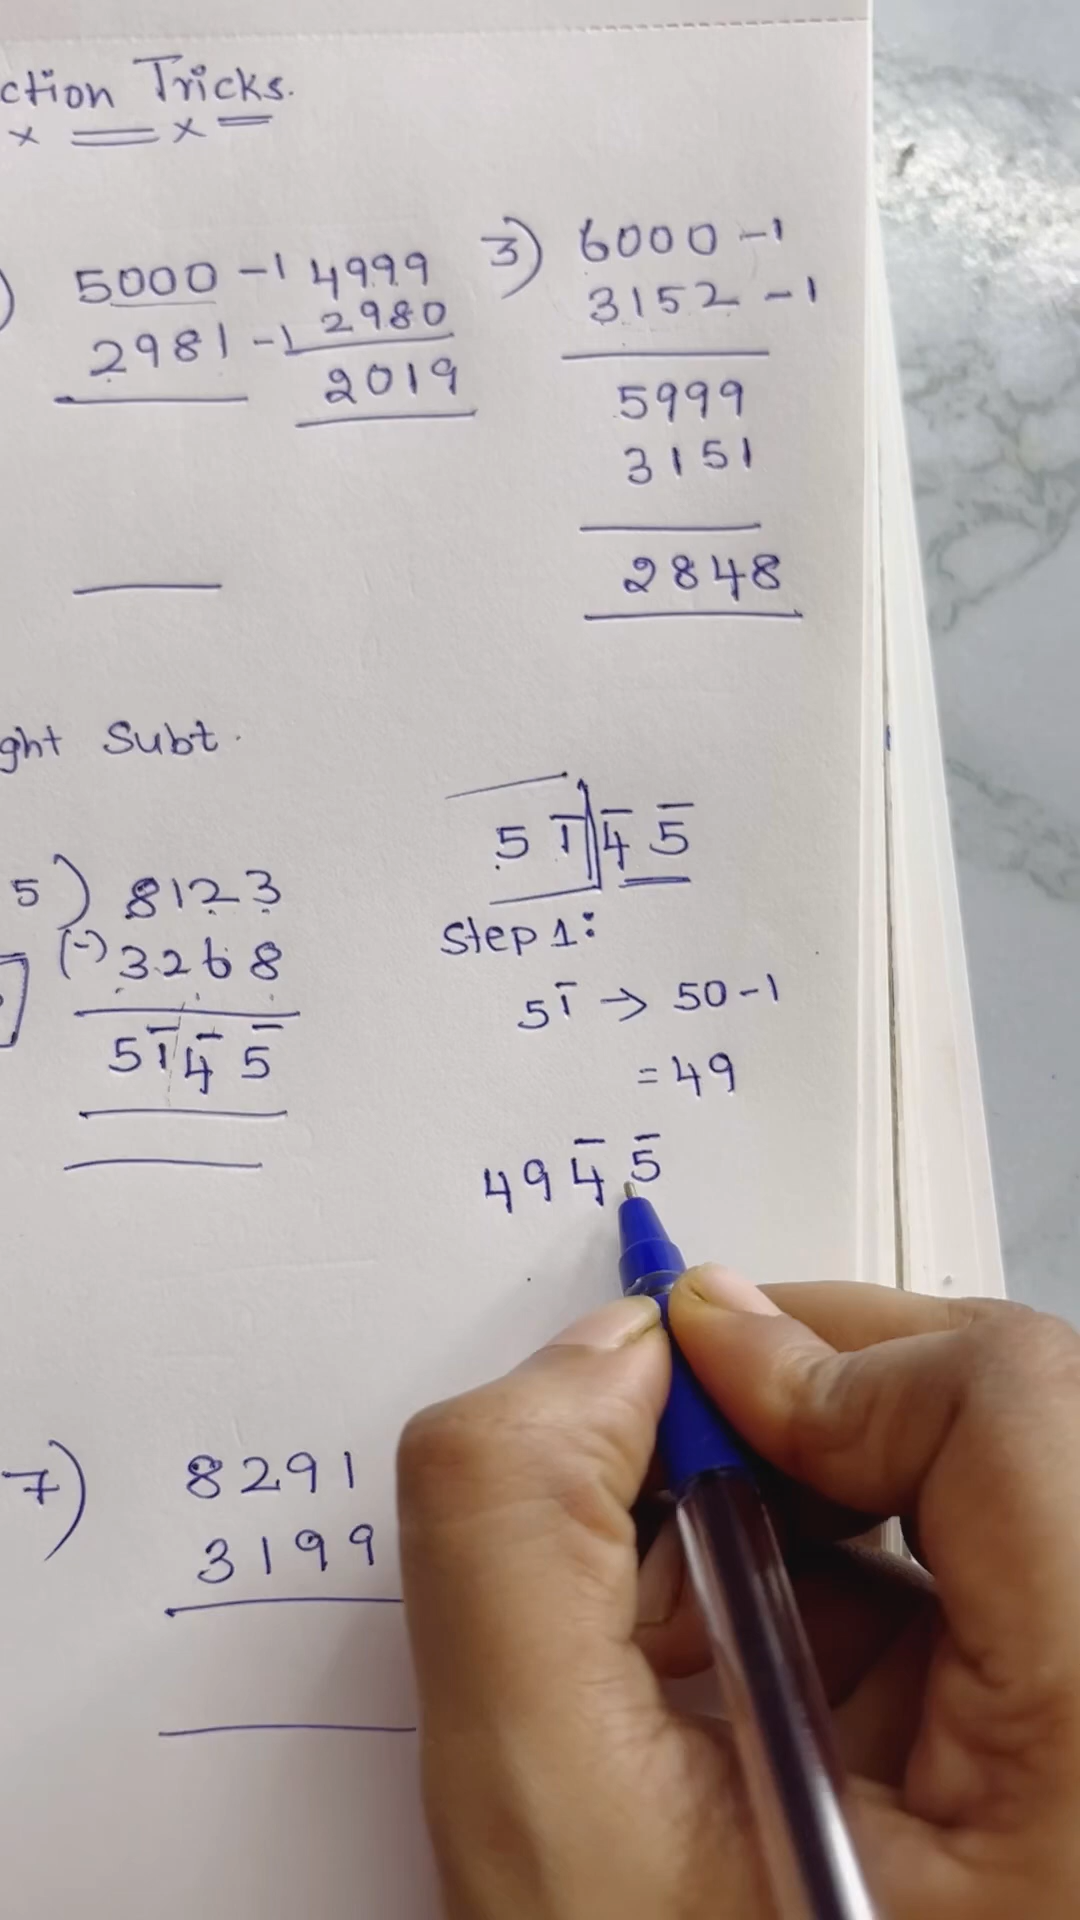 ction Tricks.
× = × =
) 5000 -1 4999
2981 -1 2980
2019
3) 6000 -1
3152 -1
5999
3151
2848
ght Subt.
5) 8123
(-) 3268
5 1̄ 4̄ 5̄
5 1̄ 4̄ 5̄
Step 1:
5 1̄ → 50-1
= 49
4 9 4̄ 5̄
7) 8291
3199